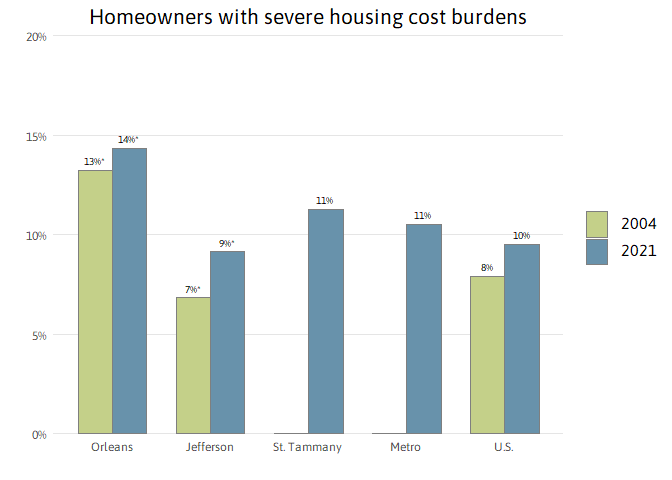 Homeowners with severe housing cost burdens
20%
15%
10%
5%
0%
13%*
14%*
7%*
9%*
11%
11%
8%
10%
Orleans
Jefferson
St. Tammany
Metro
U.S.
2004
2021